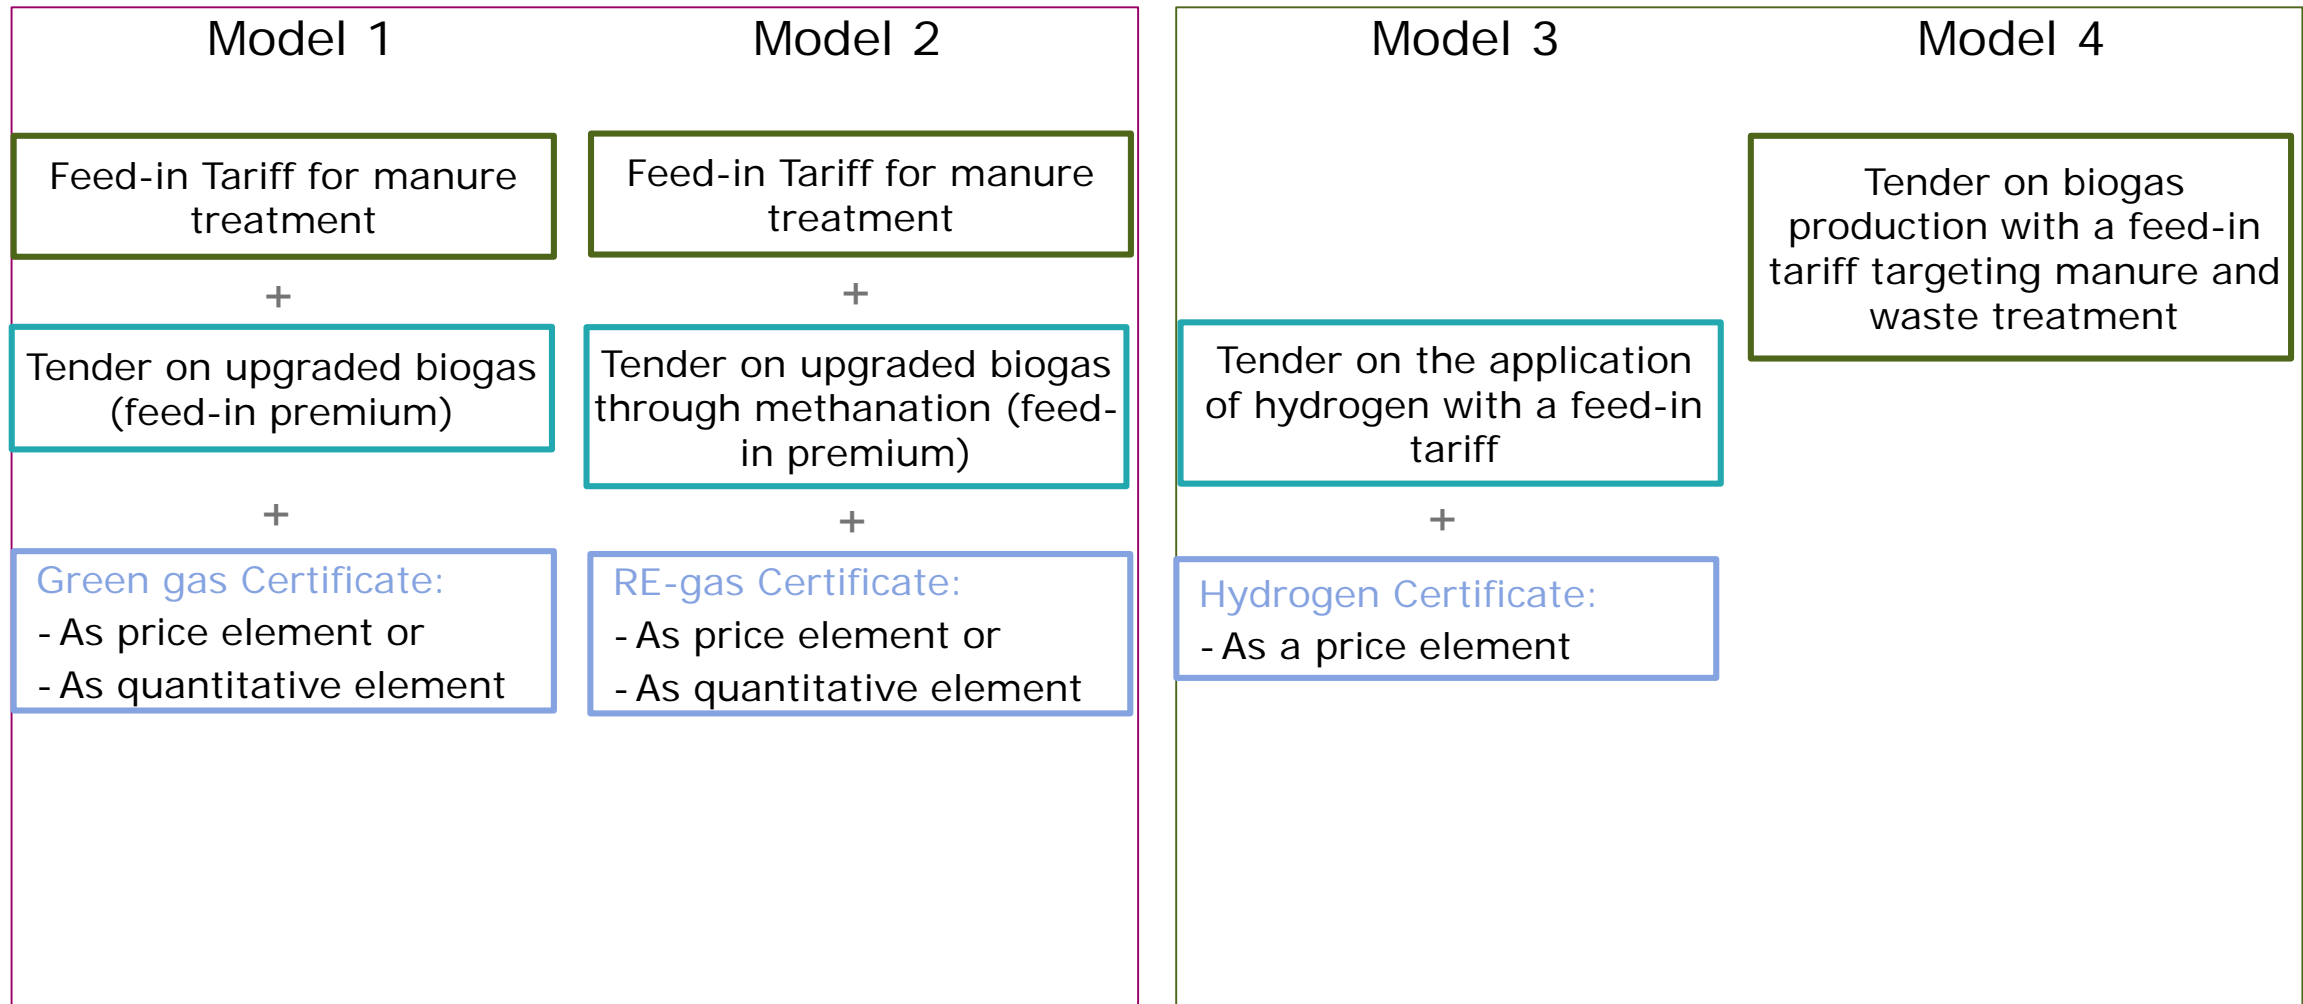 Model 1
Feed-in Tariff for manure
treatment
+
Tender on upgraded biogas
(feed-in premium)
+
Green gas Certificate:
- As price element or
- As quantitative element
Model 2
Feed-in Tariff for manure
treatment
+
Tender on upgraded biogas
through methanation (feed-
in premium)
+
RE-gas Certificate:
- As price element or
- As quantitative element
Model 3
Tender on the application
of hydrogen with a feed-in
tariff
+
Hydrogen Certificate:
- As a price element
Model 4
Tender on biogas
production with a feed-in
tariff targeting manure and
waste treatment